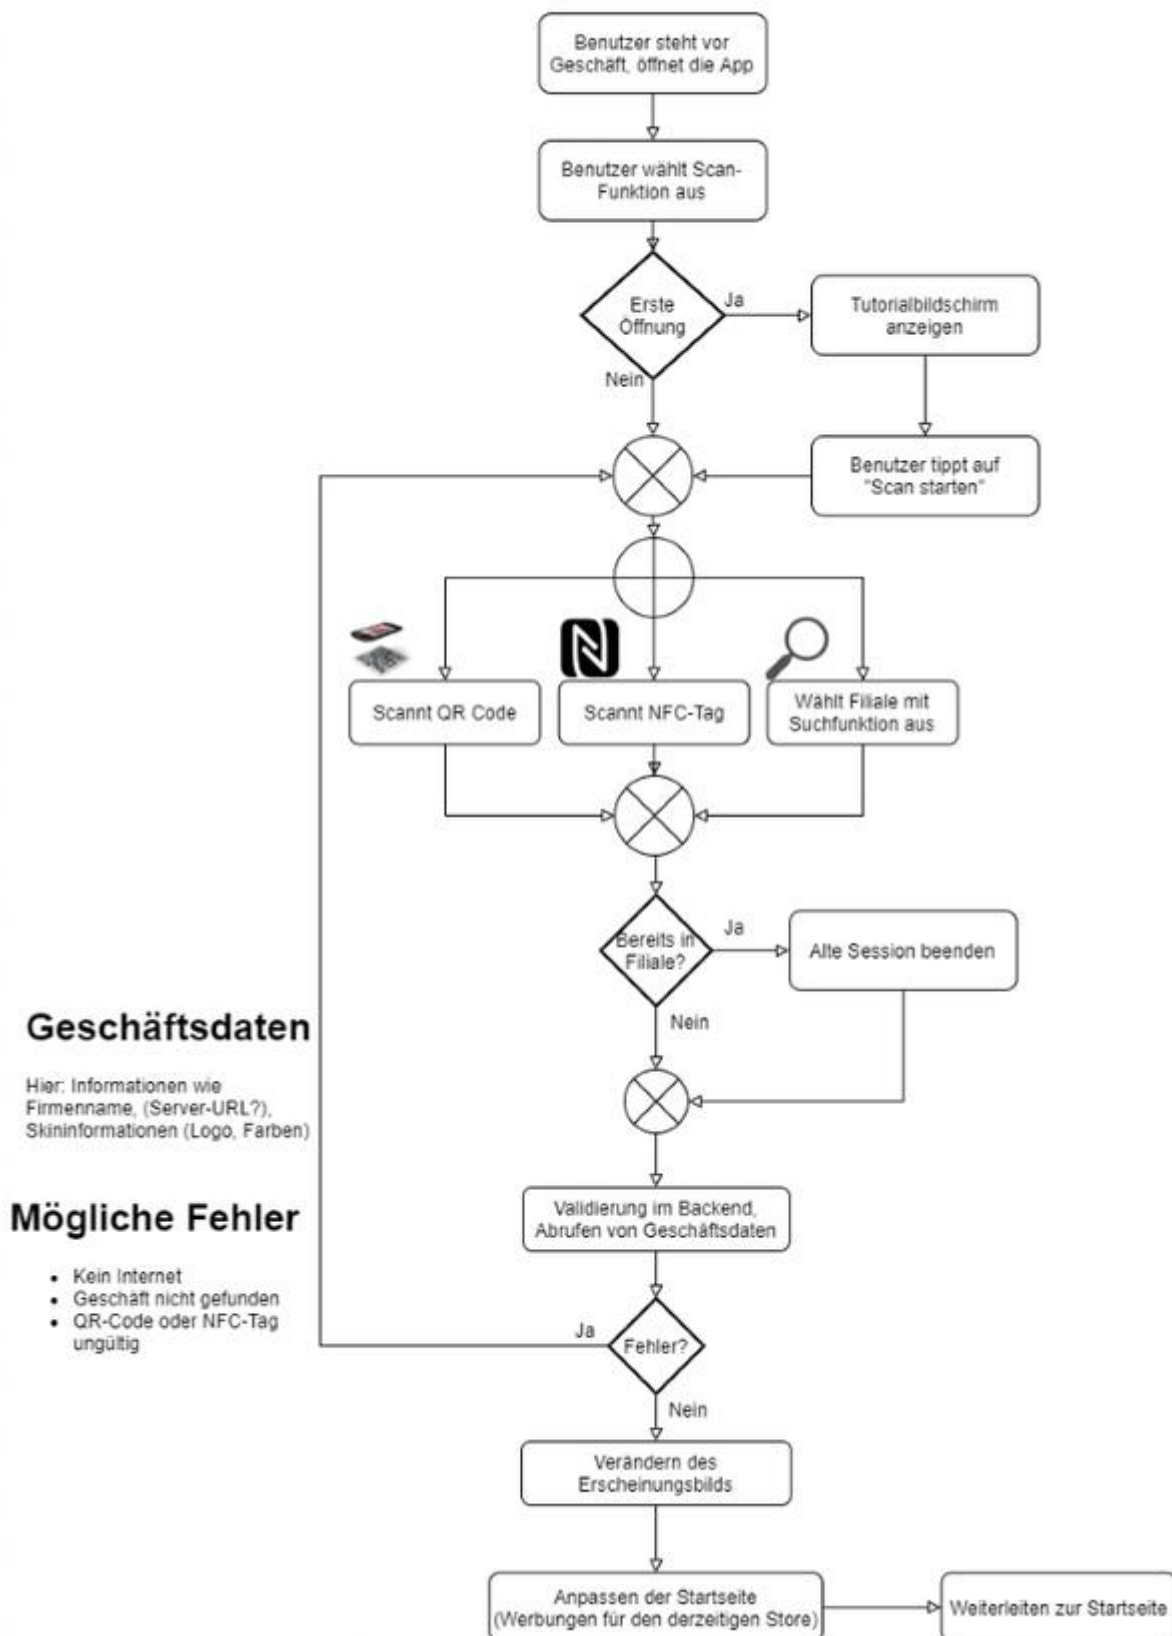 Benutzer steht vor
Geschäft, öffnet die App
Benutzer wählt Scan-
Funktion aus
Erste
Öffnung
Ja
Tutorialbildschirm
anzeigen
Nein
Benutzer tippt auf
"Scan starten"
Scannt QR Code
Scannt NFC-Tag
Wählt Filiale mit
Suchfunktion aus
Bereits in
Filiale?
Ja
Alte Session beenden
Nein
Geschäftsdaten
Hier: Informationen wie
Firmenname, (Server-URL?),
Skininformationen (Logo, Farben)
Validierung im Backend,
Abrufen von Geschäftsdaten
Mögliche Fehler
• Kein Internet
• Geschäft nicht gefunden
• QR-Code oder NFC-Tag
ungültig
Ja
Fehler?
Nein
Verändern des
Erscheinungsbilds
Anpassen der Startseite
(Werbungen für den derzeitigen Store)
Weiterleiten zur Startseite